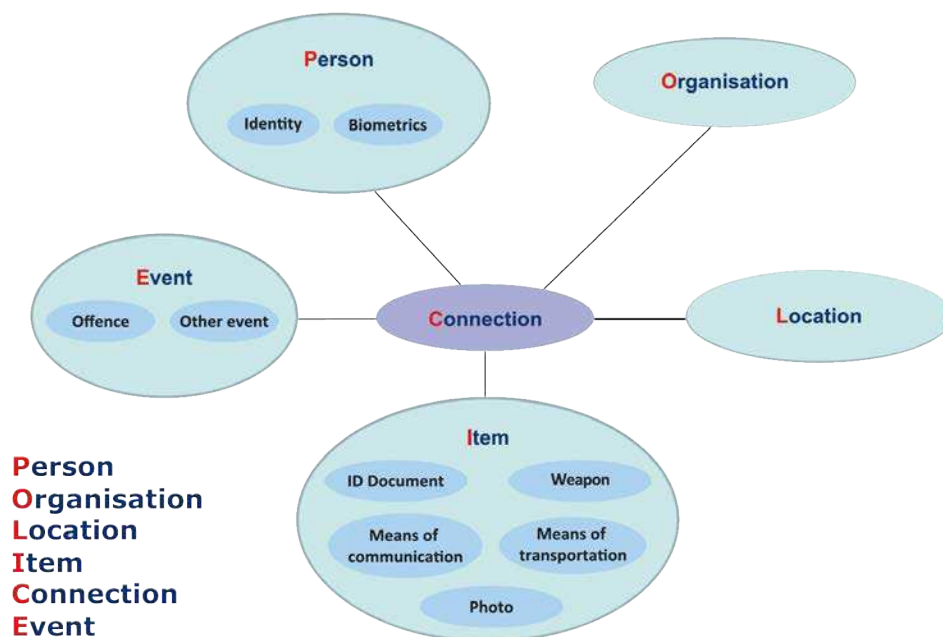 Person
Identity
Biometrics
Organisation
Event
Offence
Other event
Connection
Location
Item
ID Document
Weapon
Means of
communication
Means of
transportation
Photo
Person
Organisation
Location
Item
Connection
Event